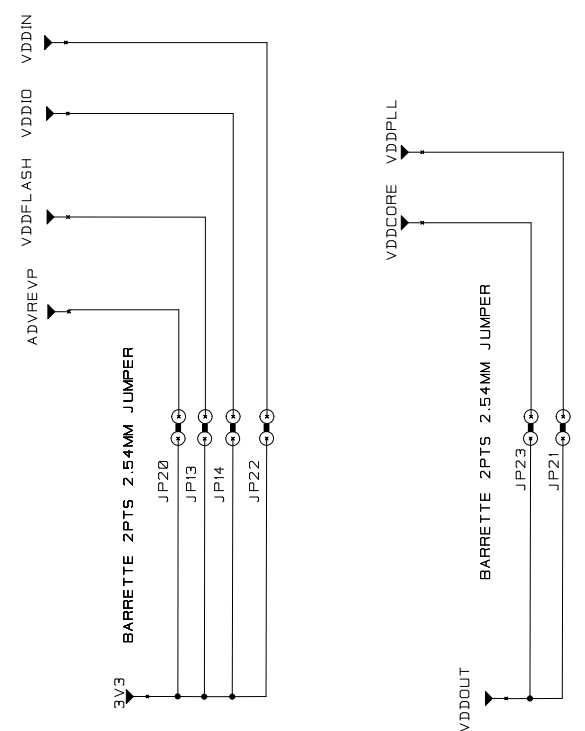 VDDIN
VDDIO
VDDFLASH
ADVREVP
BARRETTE 2PTS 2.54MM JUMPER
JP20
JP13
JP14
JP22
3V3
VDDPLL
VDDCORE
BARRETTE 2PTS 2.54MM JUMPER
JP23
JP21
VDDOUT